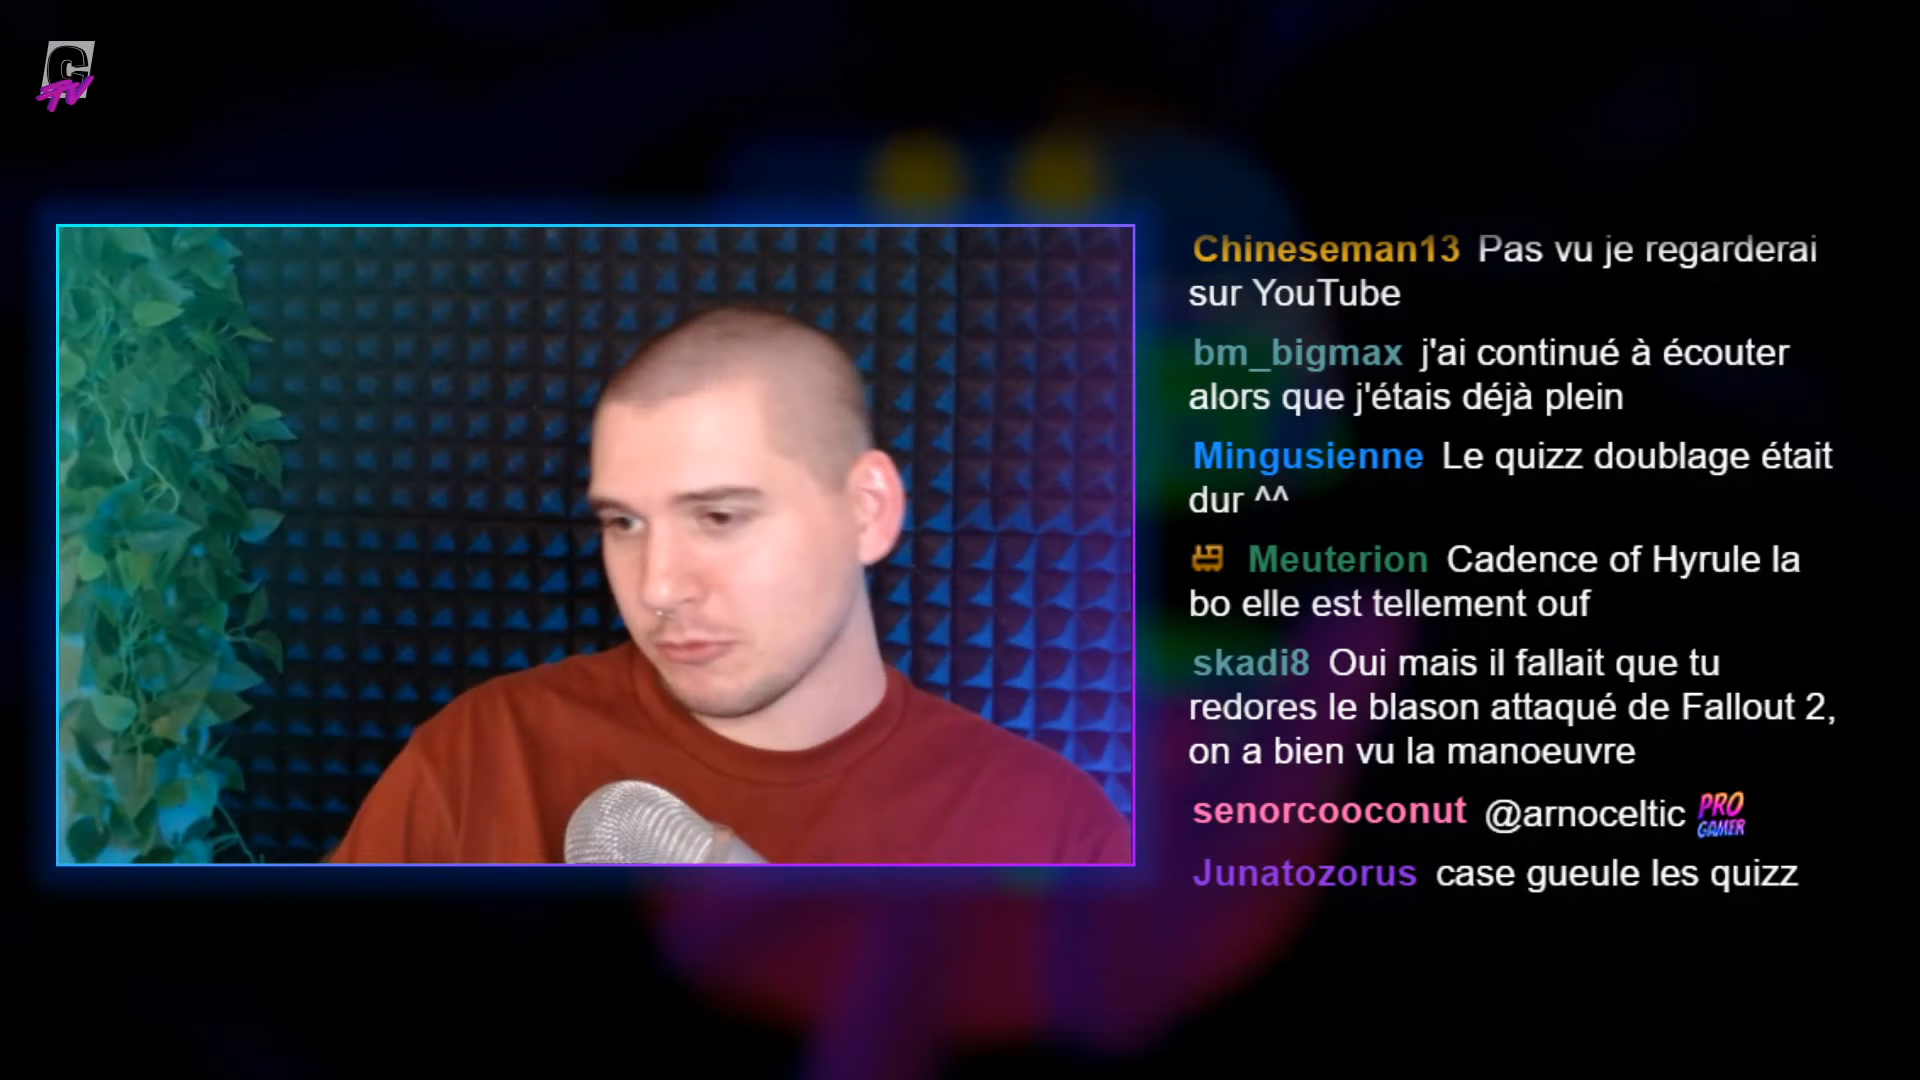 C
TV
Chineseman13 Pas vu je regarderai
sur YouTube
bm_bigmax j'ai continué à écouter
alors que j'étais déjà plein
Mingusienne Le quizz doublage était
dur ^^
Meuterion Cadence of Hyrule la
bo elle est tellement ouf
skadi8 Oui mais il fallait que tu
redores le blason attaqué de Fallout 2,
on a bien vu la manoeuvre
senorcooconut @arnoceltic PRO
GAMER
Junatozorus case gueule les quizz